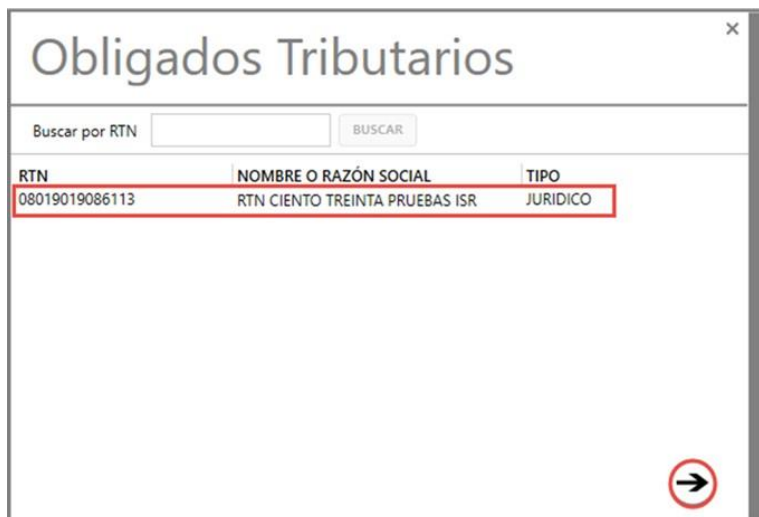 Obligados Tributarios
Buscar por RTN BUSCAR
RTN NOMBRE O RAZÓN SOCIAL TIPO
08019019086113 RTN CIENTO TREINTA PRUEBAS ISR JURIDICO